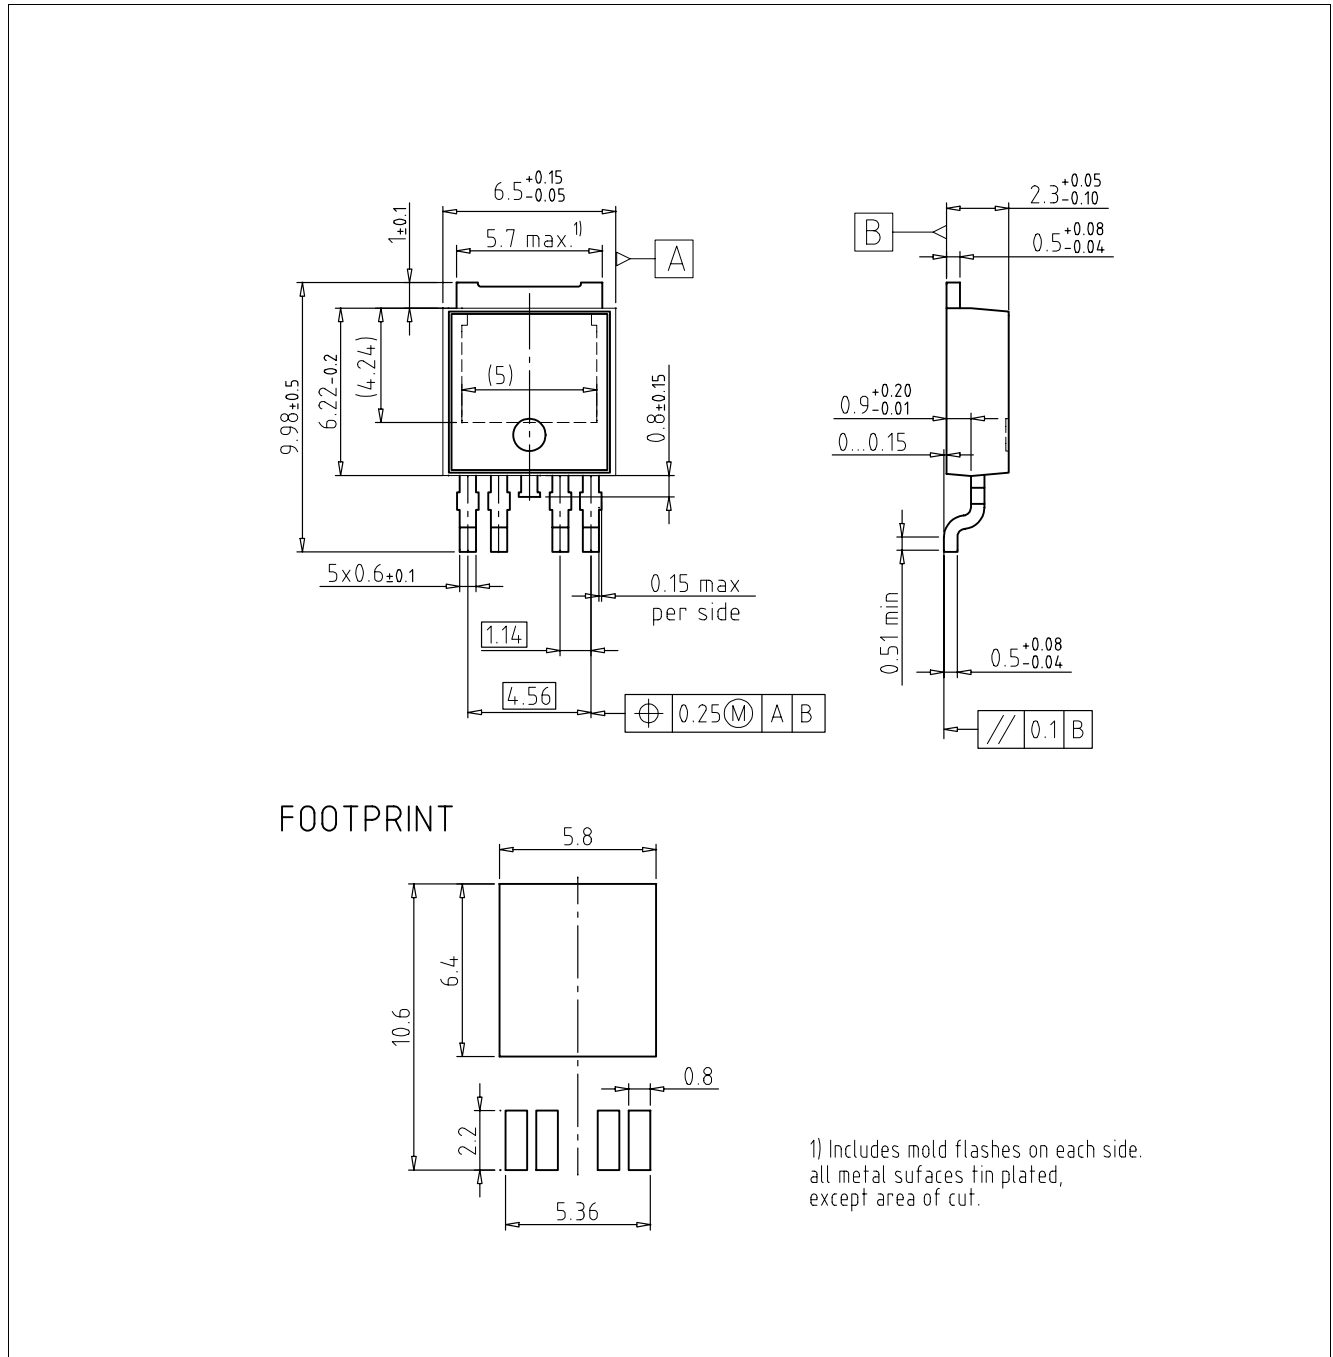 6.5 +0.15 -0.05
5.7 max. 1)
1±0.1
A
9.98±0.5
6.22-0.2
(4.24)
(5)
0.8±0.15
5x0.6±0.1
0.15 max
per side
1.14
4.56
⌖ 0.25 Ⓜ A B
2.3 +0.05 -0.10
B
0.5 +0.08 -0.04
0.9 +0.20 -0.01
0...0.15
0.51 min
0.5 +0.08 -0.04
// 0.1 B
FOOTPRINT
5.8
10.6
6.4
0.8
2.2
5.36
1) Includes mold flashes on each side.
all metal sufaces tin plated,
except area of cut.